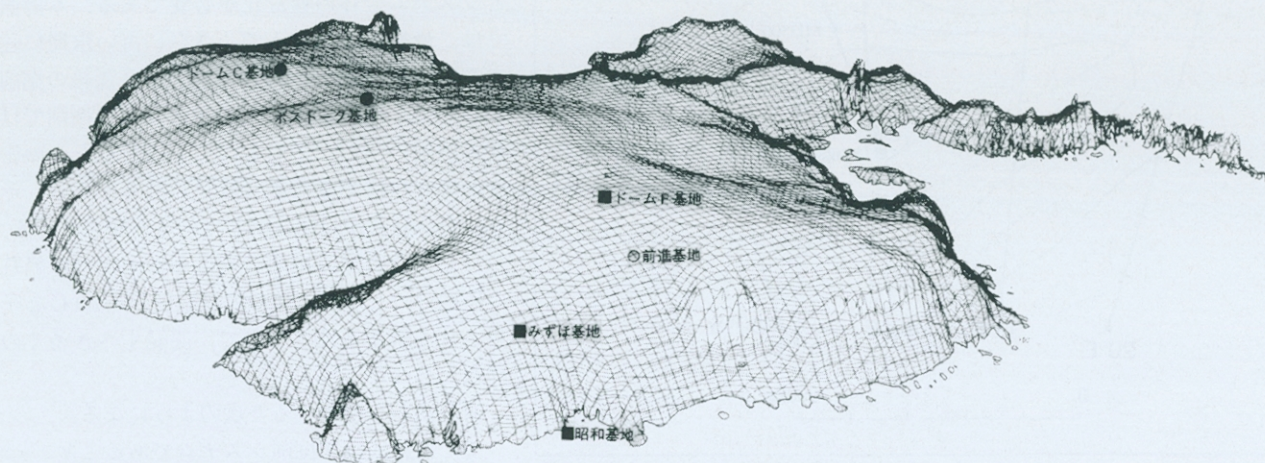 ドームC基地
ボストーク基地
ドームF基地
前進基地
みずほ基地
昭和基地